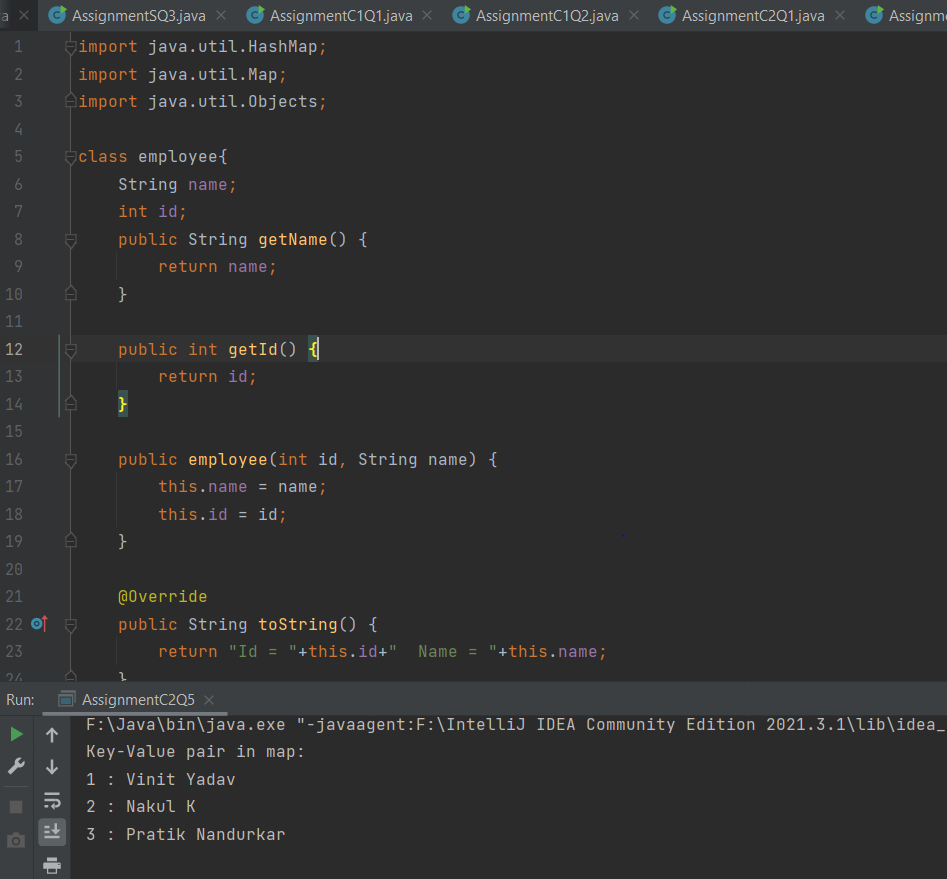 a AssignmentSQ3.java AssignmentC1Q1.java AssignmentC1Q2.java AssignmentC2Q1.java Assignm
1 import java.util.HashMap;
2 import java.util.Map;
3 import java.util.Objects;
4
5 class employee{
6 String name;
7 int id;
8 public String getName() {
9 return name;
10 }
11
12 public int getId() {
13 return id;
14 }
15
16 public employee(int id, String name) {
17 this.name = name;
18 this.id = id;
19 }
20
21 @Override
22 public String toString() {
23 return "Id = "+this.id+"  Name = "+this.name;
24 }
Run: AssignmentC2Q5
F:\Java\bin\java.exe "-javaagent:F:\IntelliJ IDEA Community Edition 2021.3.1\lib\idea_
Key-Value pair in map:
1 : Vinit Yadav
2 : Nakul K
3 : Pratik Nandurkar